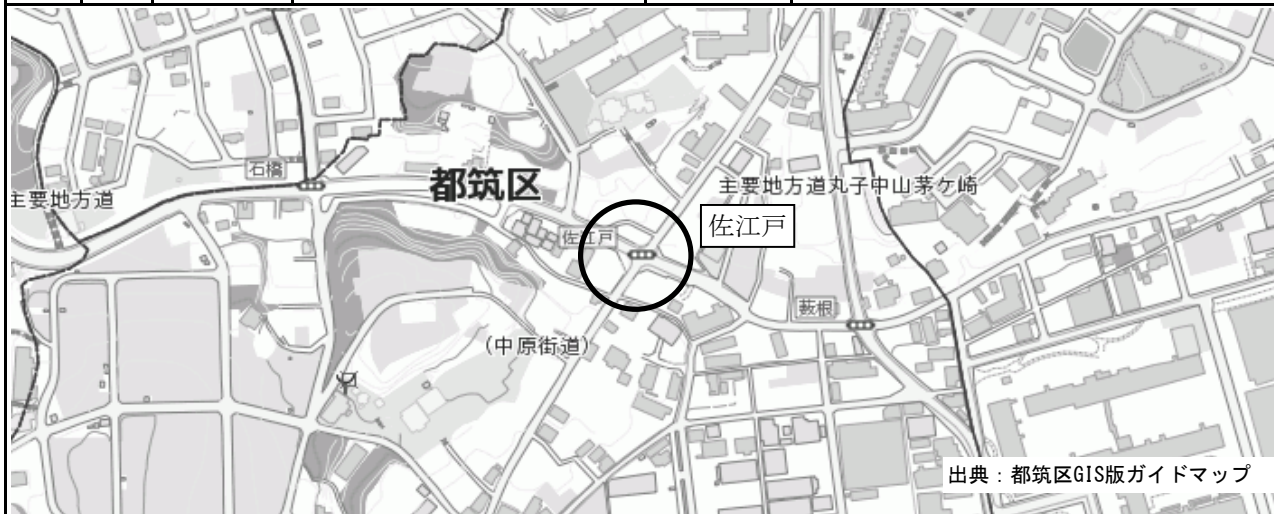 石橋
都筑区
主要地方道
主要地方道丸子中山茅ケ崎
佐江戸
佐江戸
薮根
(中原街道)
出典：都筑区GIS版ガイドマップ